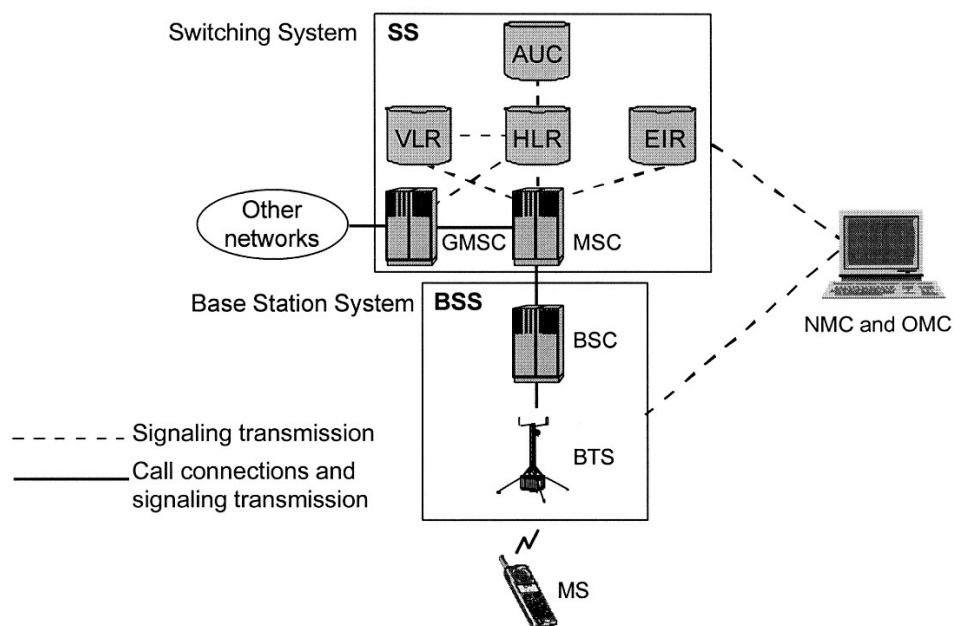 Switching System
SS
AUC
VLR
HLR
EIR
Other
networks
GMSC
MSC
Base Station System
BSS
BSC
NMC and OMC
Signaling transmission
BTS
Call connections and
signaling transmission
MS